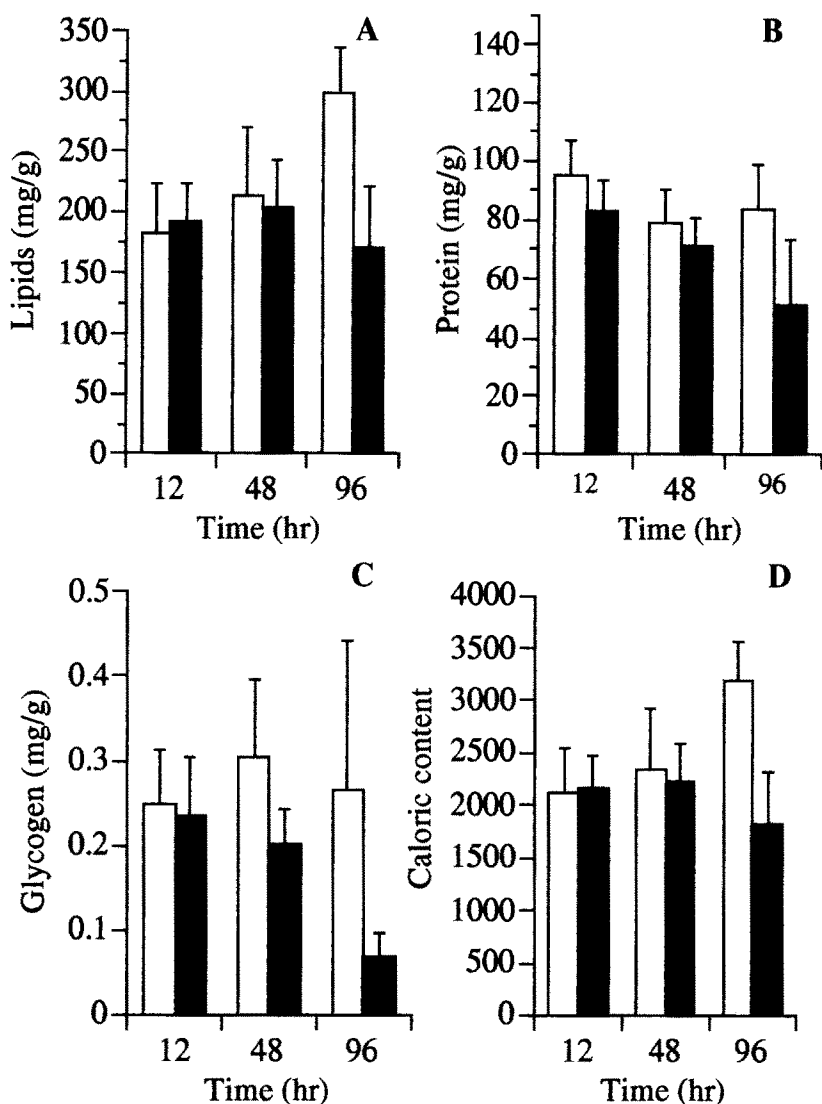 A
Lipids (mg/g)
350
300
250
200
150
100
50
0
12 48 96
Time (hr)
B
Protein (mg/g)
140
120
100
80
60
40
20
0
12 48 96
Time (hr)
C
Glycogen (mg/g)
0.5
0.4
0.3
0.2
0.1
0
12 48 96
Time (hr)
D
Caloric content
4000
3500
3000
2500
2000
1500
1000
500
0
12 48 96
Time (hr)